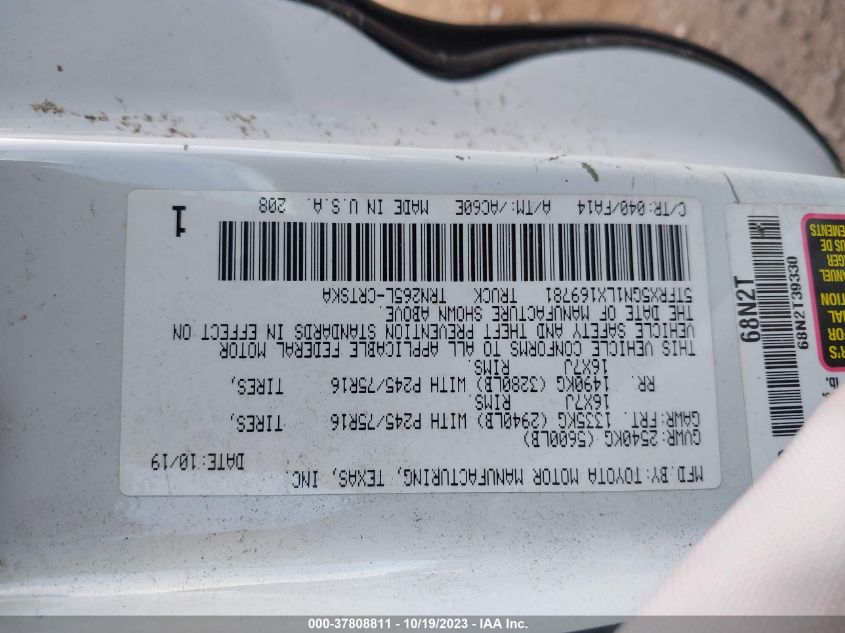 MFD.BY:TOYOTA MOTOR MANUFACTURING, TEXAS, INC.
DATE:10/19
GVWR:2540KG (5600LB)
GAWR:FRT. 1335KG (2940LB) WITH P245/75R16 TIRES,
16X7J RIMS
RR. 1490KG (3280LB) WITH P245/75R16 TIRES,
16X7J RIMS
THIS VEHICLE CONFORMS TO ALL APPLICABLE FEDERAL MOTOR
VEHICLE SAFETY AND THEFT PREVENTION STANDARDS IN EFFECT ON
THE DATE OF MANUFACTURE SHOWN ABOVE.
5TFRX5GN1LX169781 TRUCK TRN265L-CRTSKA
C/TR:040/FA14 A/TM:/AC60E MADE IN U.S.A. 208
1
68N2T
68N2T39330
000-37808811 - 10/19/2023 - IAA Inc.